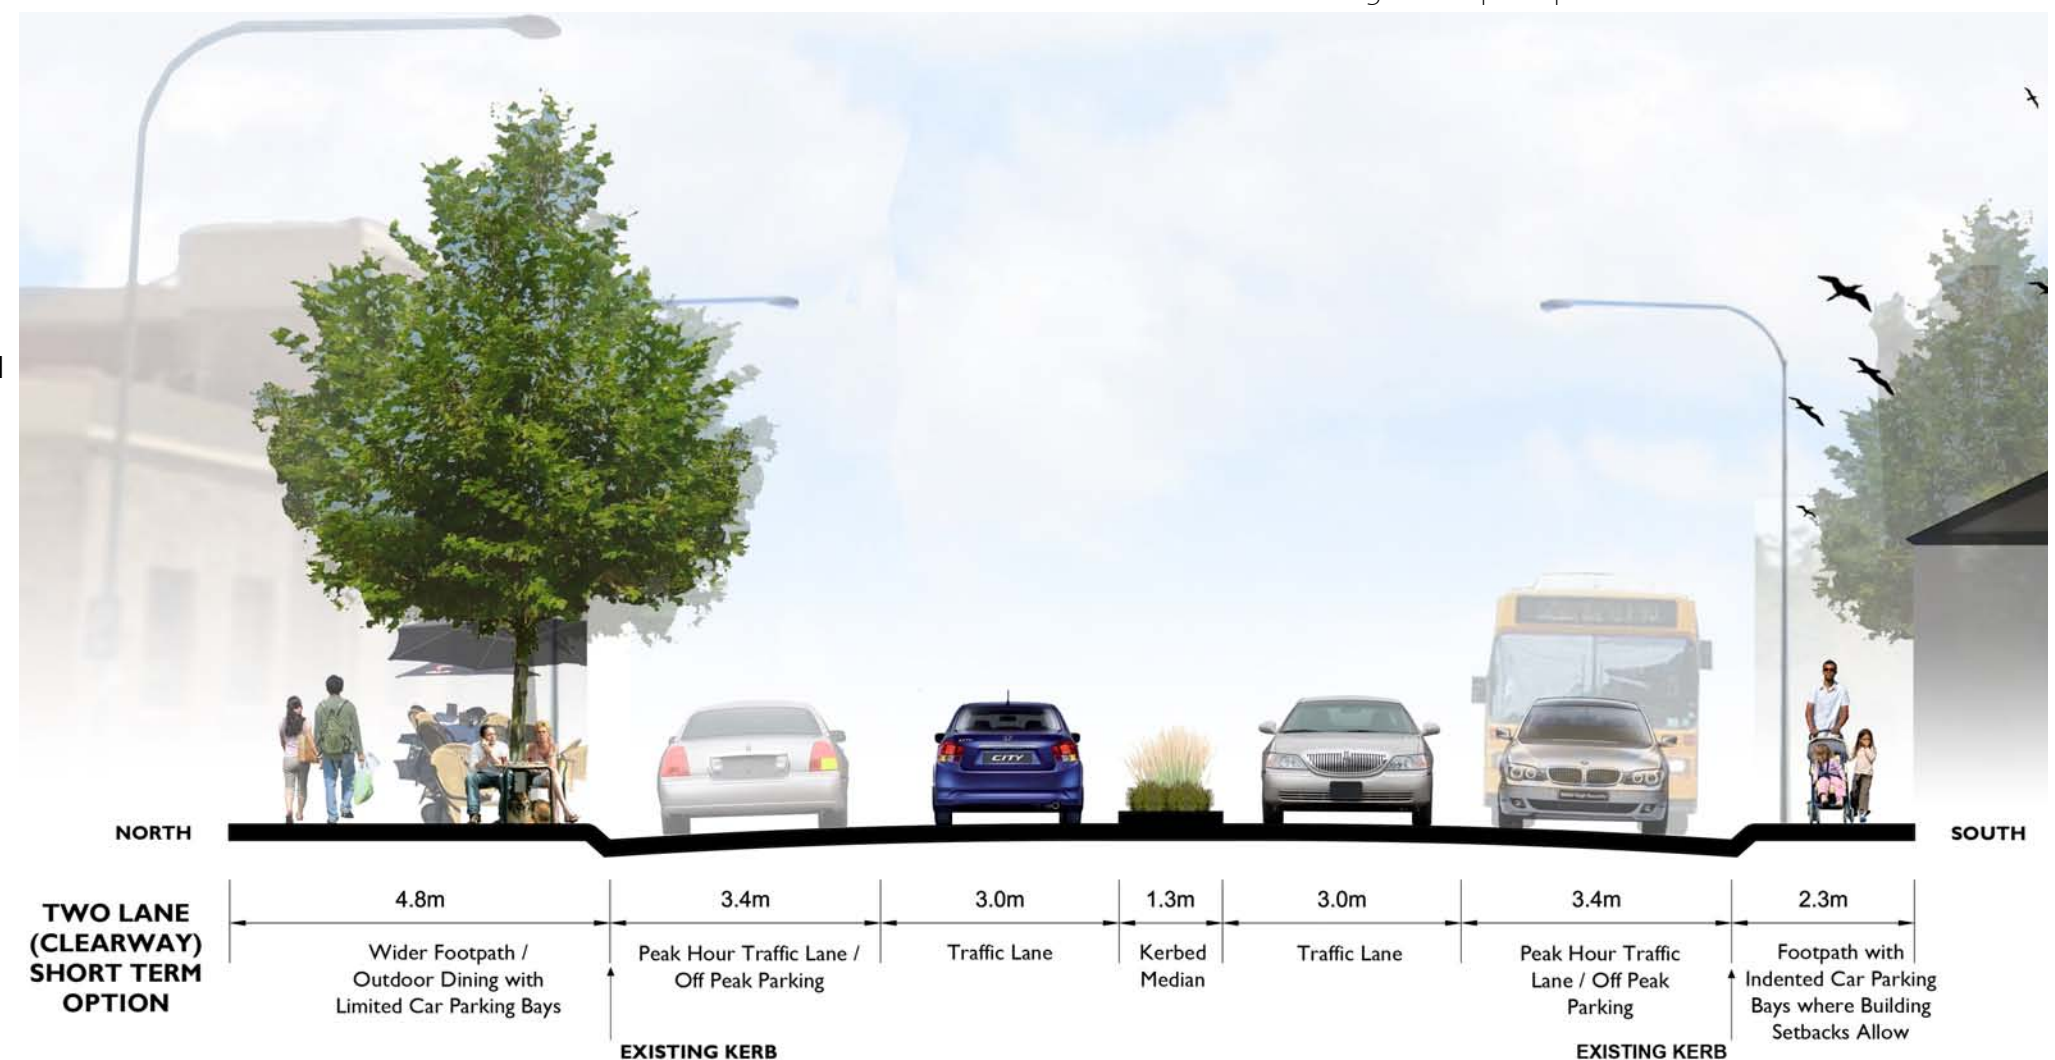 CITY
NORTH
SOUTH
TWO LANE
(CLEARWAY)
SHORT TERM
OPTION
4.8m
3.4m
3.0m
1.3m
3.0m
3.4m
2.3m
Wider Footpath /
Outdoor Dining with
Limited Car Parking Bays
Peak Hour Traffic Lane /
Off Peak Parking
Traffic Lane
Kerbed
Median
Traffic Lane
Peak Hour Traffic
Lane / Off Peak
Parking
Footpath with
Indented Car Parking
Bays where Building
Setbacks Allow
EXISTING KERB
EXISTING KERB